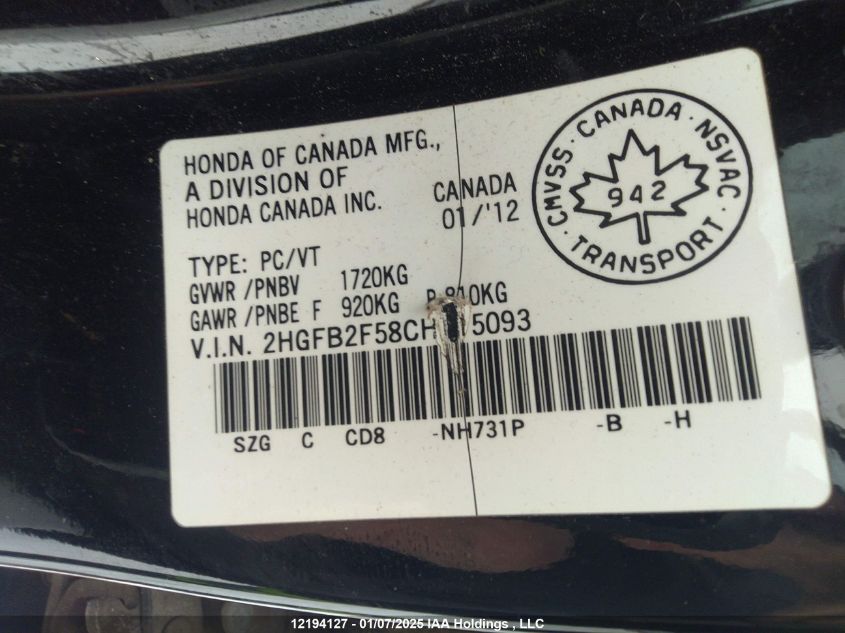 HONDA OF CANADA MFG.,
A DIVISION OF
HONDA CANADA INC.
CANADA
01/'12
CMVSS · CANADA · NSVAC · TRANSPORT ·
942
TYPE: PC/VT
GVWR /PNBV 1720KG
GAWR /PNBE F 920KG
V.I.N.
SZG C CD8 -NH731P -B -H
12194127 - 01/07/2025 IAA Holdings , LLC